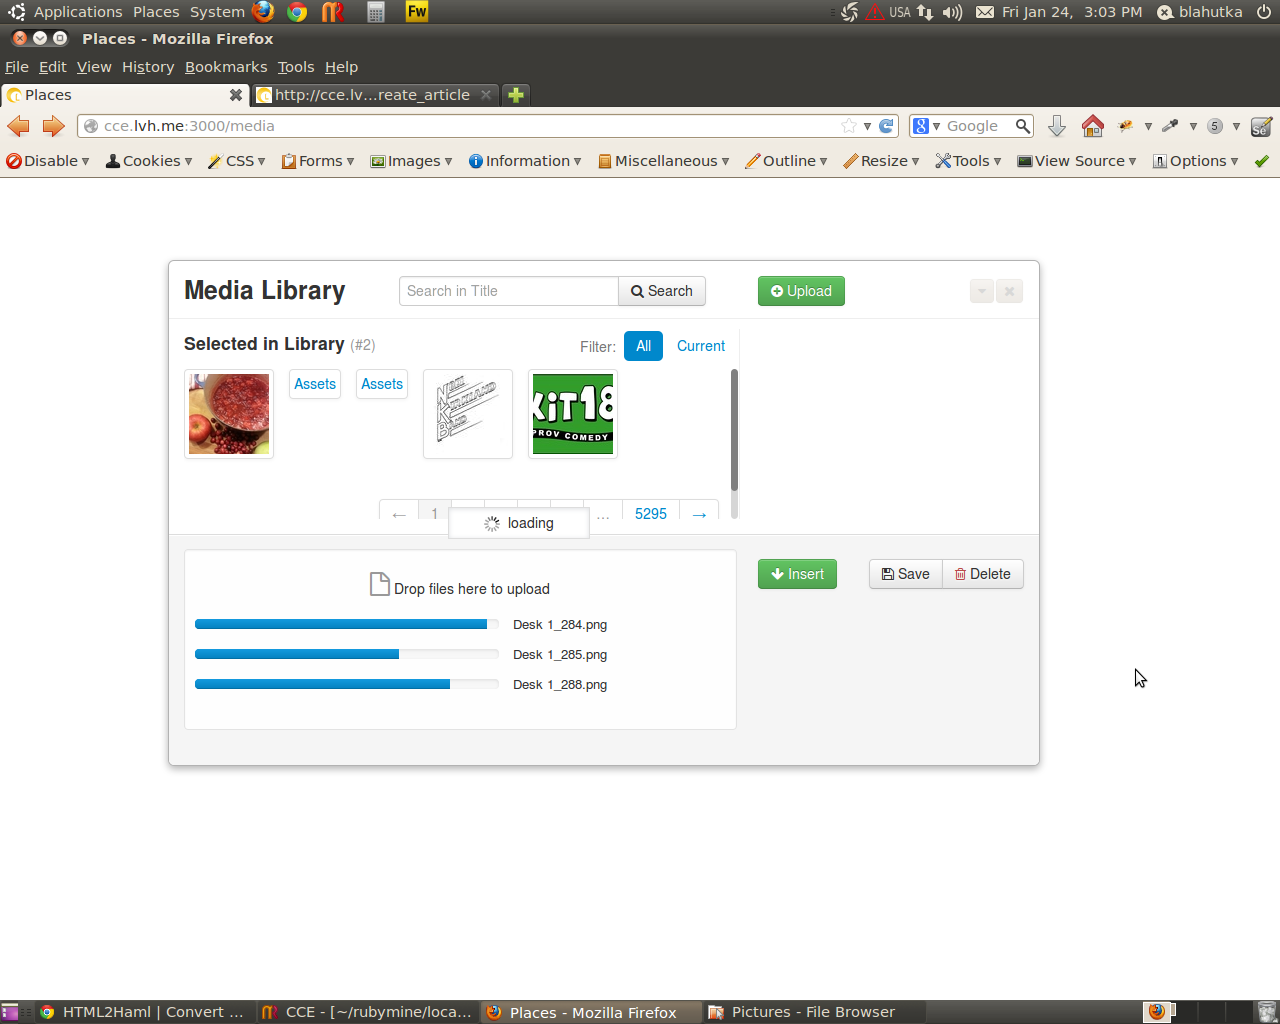 Applications Places System Fw USA Fri Jan 24, 3:03 PM blahutka
Places - Mozilla Firefox
File Edit View History Bookmarks Tools Help
Places http://cce.lv...reate_article
cce.lvh.me:3000/media 8 Google 5 Se
Disable Cookies CSS Forms Images Information Miscellaneous Outline Resize Tools View Source Options
Media Library Search in Title Search Upload
Selected in Library (#2) Filter: All Current
Assets Assets
KIRKLAND
BAND
KIT18
PROV COMEDY
← 1 ... 5295 →
loading
Drop files here to upload Insert Save Delete
Desk 1_284.png
Desk 1_285.png
Desk 1_288.png
HTML2Haml | Convert ... CCE - [~/rubymine/loca... Places - Mozilla Firefox Pictures - File Browser